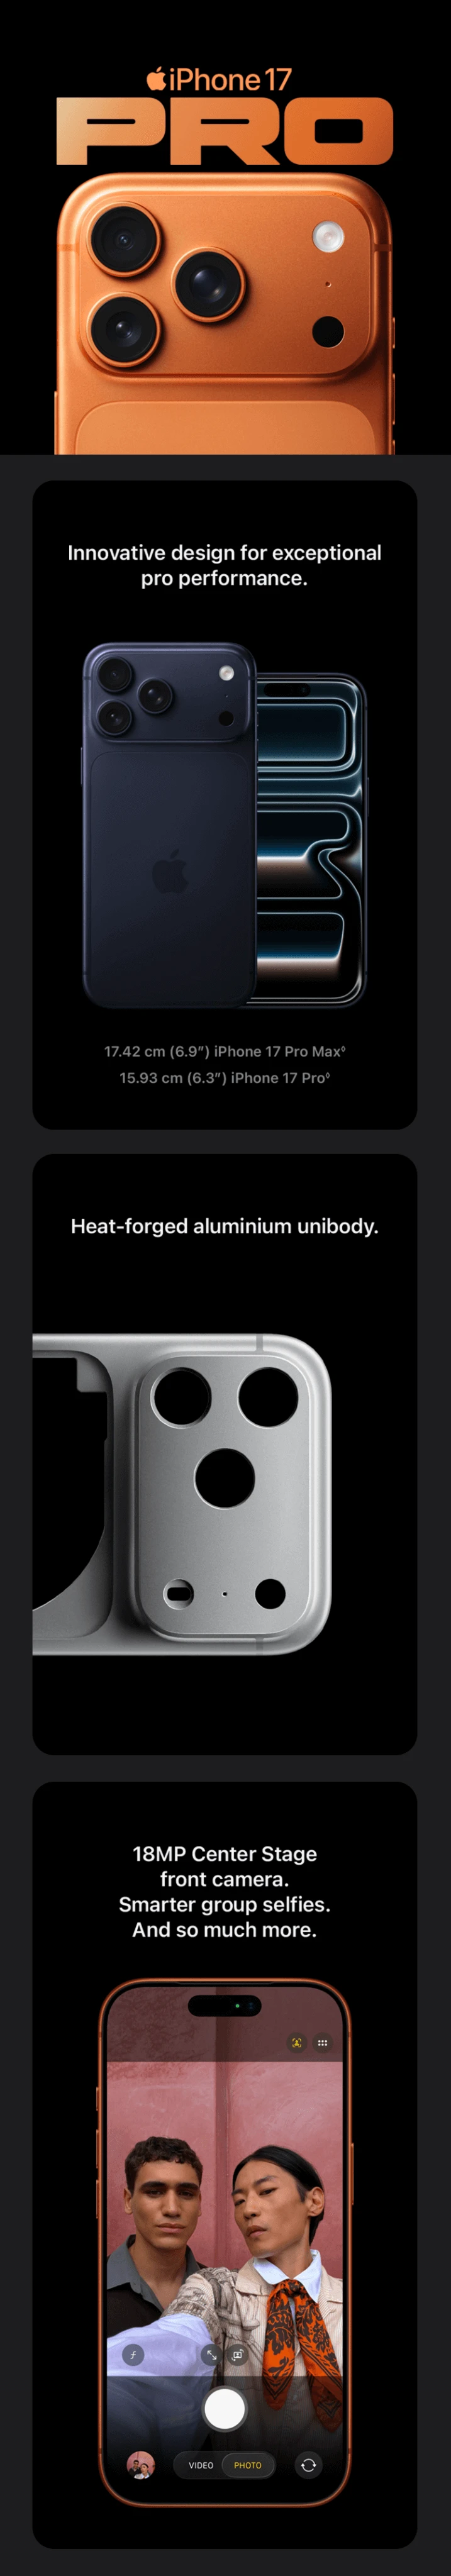 iPhone 17
PRO
Innovative design for exceptional
pro performance.
17.42 cm (6.9″) iPhone 17 Pro Max◊
15.93 cm (6.3″) iPhone 17 Pro◊
Heat-forged aluminium unibody.
18MP Center Stage
front camera.
Smarter group selfies.
And so much more.
VIDEO PHOTO